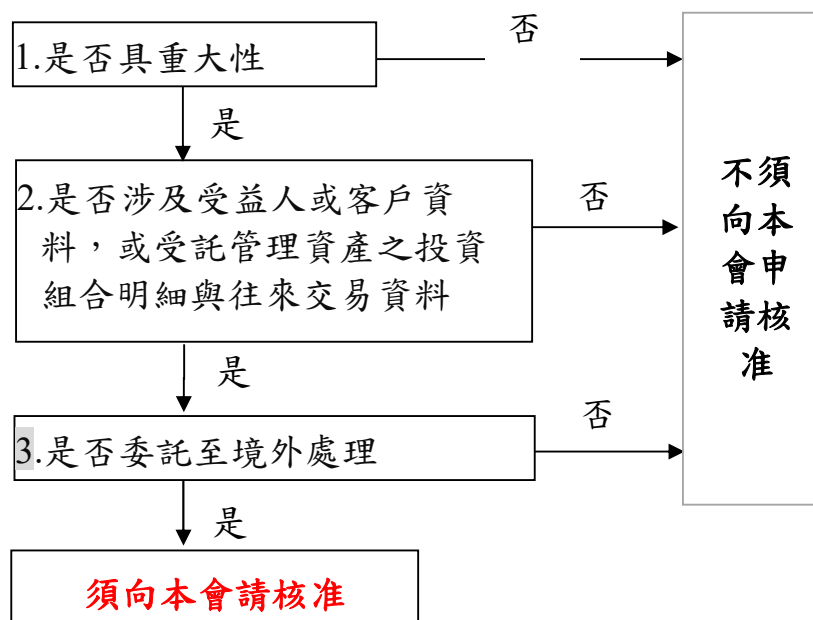 1.是否具重大性
否
是
2.是否涉及受益人或客戶資
料，或受託管理資產之投資
組合明細與往來交易資料
否
是
3.是否委託至境外處理
否
是
須向本會請核准
不須
向本
會申
請核
准